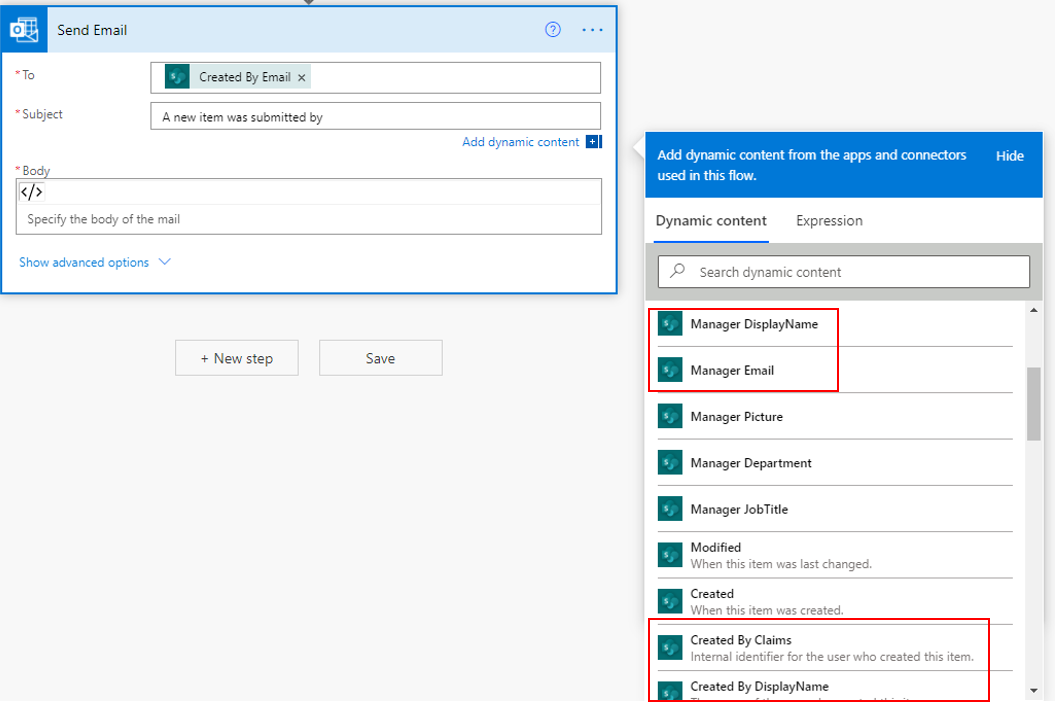 Send Email
* To
Created By Email ×
* Subject
A new item was submitted by
Add dynamic content
* Body
</>
Specify the body of the mail
Show advanced options
+ New step
Save
Add dynamic content from the apps and connectors
used in this flow.
Hide
Dynamic content
Expression
Search dynamic content
Manager DisplayName
Manager Email
Manager Picture
Manager Department
Manager JobTitle
Modified
When this item was last changed.
Created
When this item was created.
Created By Claims
Internal identifier for the user who created this item.
Created By DisplayName